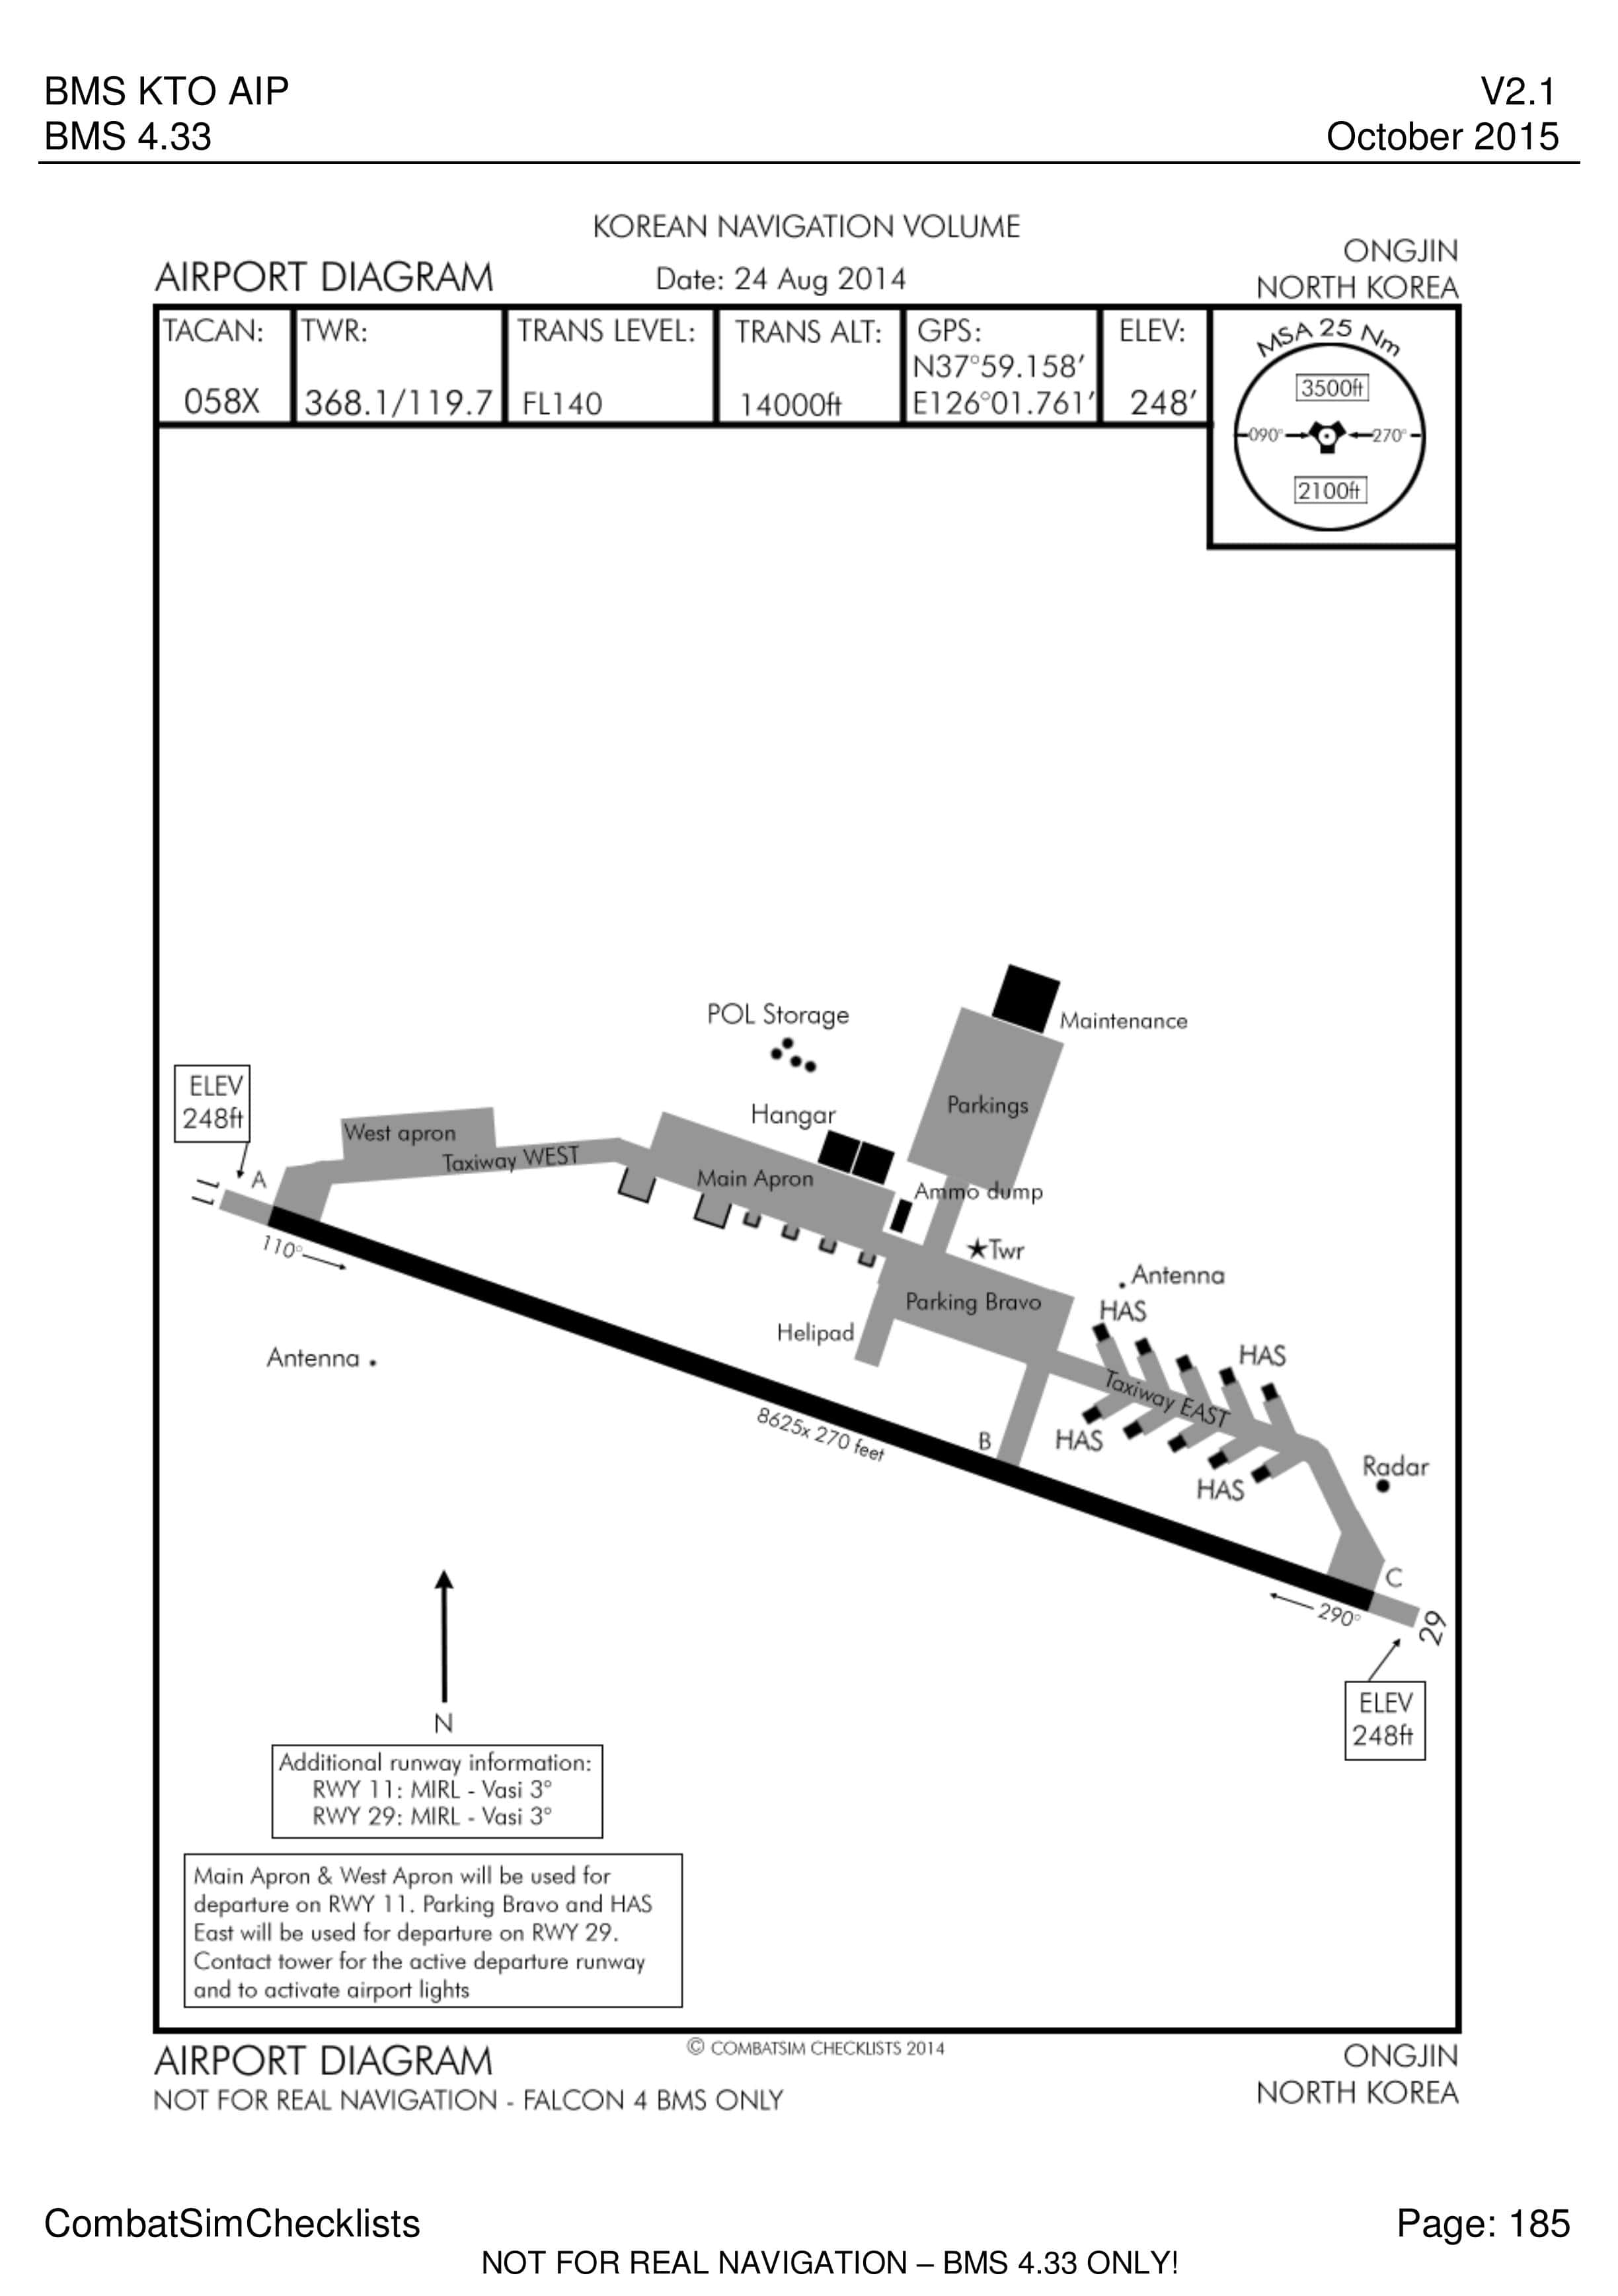 BMS KTO AIP
V2.1
BMS 4.33
October 2015
KOREAN NAVIGATION VOLUME
ONGJIN
AIRPORT DIAGRAM
Date: 24 Aug 2014
NORTH KOREA
TACAN:
058X
TWR:
368.1/119.7
TRANS LEVEL:
FL140
TRANS ALT:
14000ft
GPS:
N37°59.158'
E126°01.761'
ELEV:
248'
MSA 25 Nm
3500ft
090°
270°
2100ft
Maintenance
POL Storage
Parkings
Hangar
ELEV
248ft
West apron
Taxiway WEST
A
11
Main Apron
Ammo dump
110°
Twr
Antenna
Parking Bravo
HAS
Helipad
HAS
Antenna
Taxiway EAST
8625x 270 feet
B
HAS
Radar
HAS
C
290°
29
ELEV
248ft
N
Additional runway information:
RWY 11: MIRL - Vasi 3°
RWY 29: MIRL - Vasi 3°
Main Apron & West Apron will be used for
departure on RWY 11. Parking Bravo and HAS
East will be used for departure on RWY 29.
Contact tower for the active departure runway
and to activate airport lights
AIRPORT DIAGRAM
© COMBATSIM CHECKLISTS 2014
ONGJIN
NOT FOR REAL NAVIGATION - FALCON 4 BMS ONLY
NORTH KOREA
CombatSimChecklists
Page: 185
NOT FOR REAL NAVIGATION – BMS 4.33 ONLY!